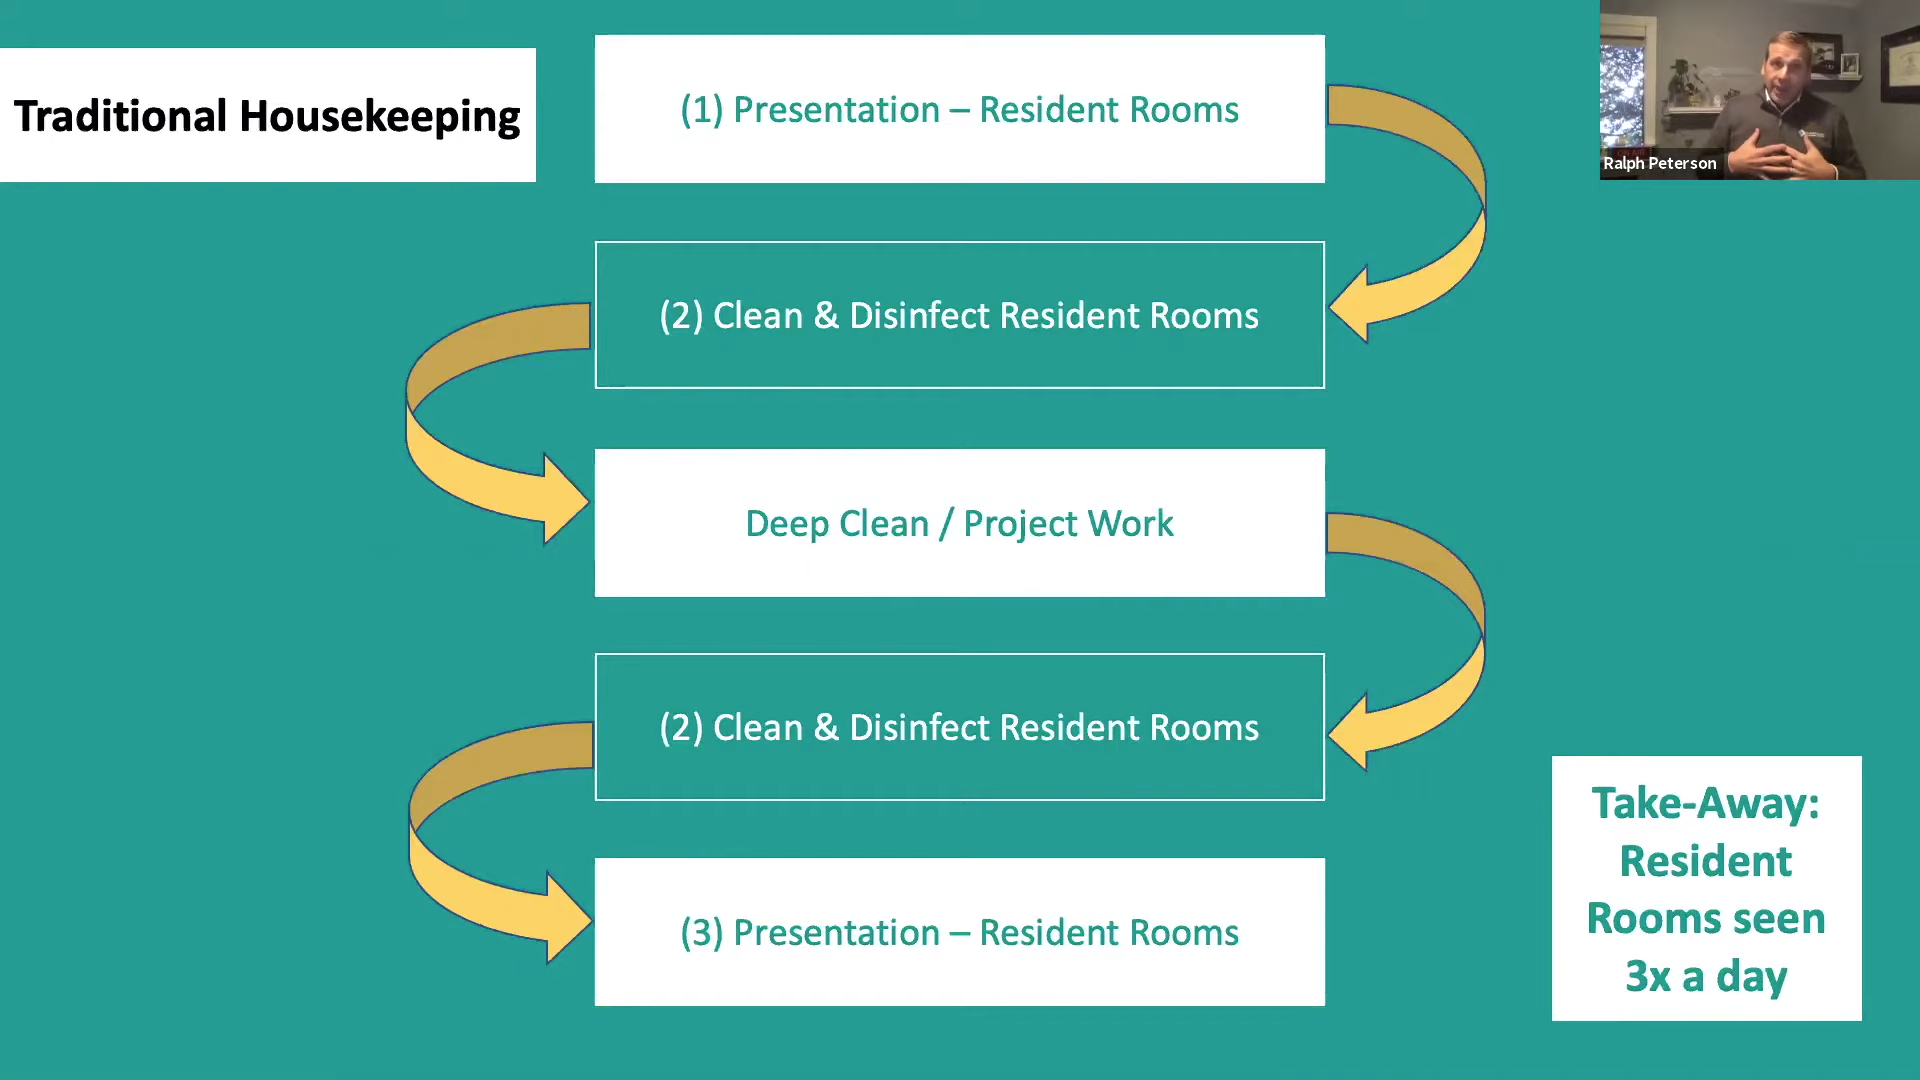 Traditional Housekeeping
(1) Presentation – Resident Rooms
(2) Clean & Disinfect Resident Rooms
Deep Clean / Project Work
(2) Clean & Disinfect Resident Rooms
(3) Presentation – Resident Rooms
Take-Away:
Resident
Rooms seen
3x a day
Ralph Peterson